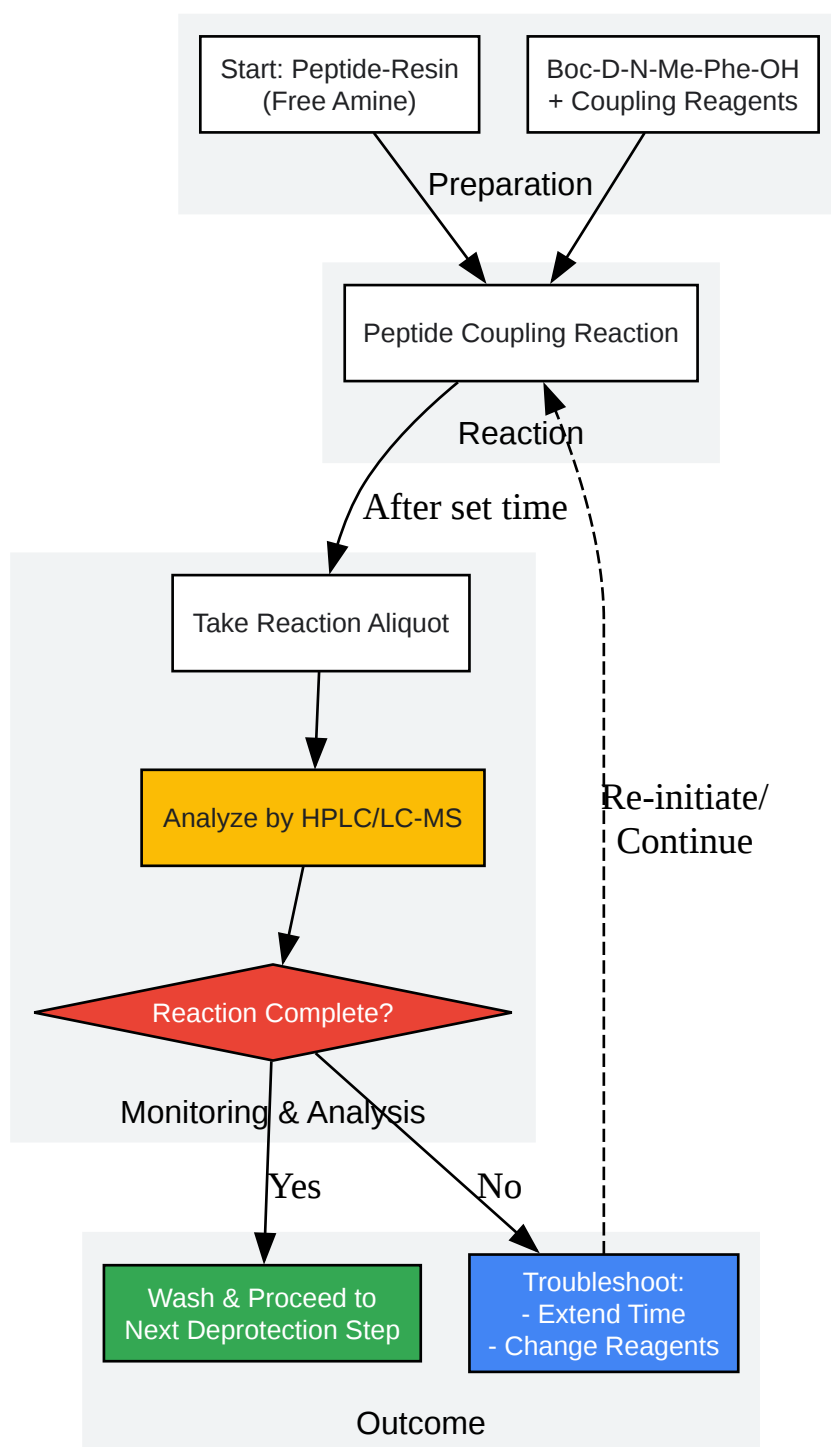 Start: Peptide-Resin
(Free Amine)
Boc-D-N-Me-Phe-OH
+ Coupling Reagents
Preparation
Peptide Coupling Reaction
Reaction
After set time
Take Reaction Aliquot
Re-initiate/
Continue
Analyze by HPLC/LC-MS
Reaction Complete?
Monitoring & Analysis
Yes
No
Wash & Proceed to
Next Deprotection Step
Troubleshoot:
- Extend Time
- Change Reagents
Outcome